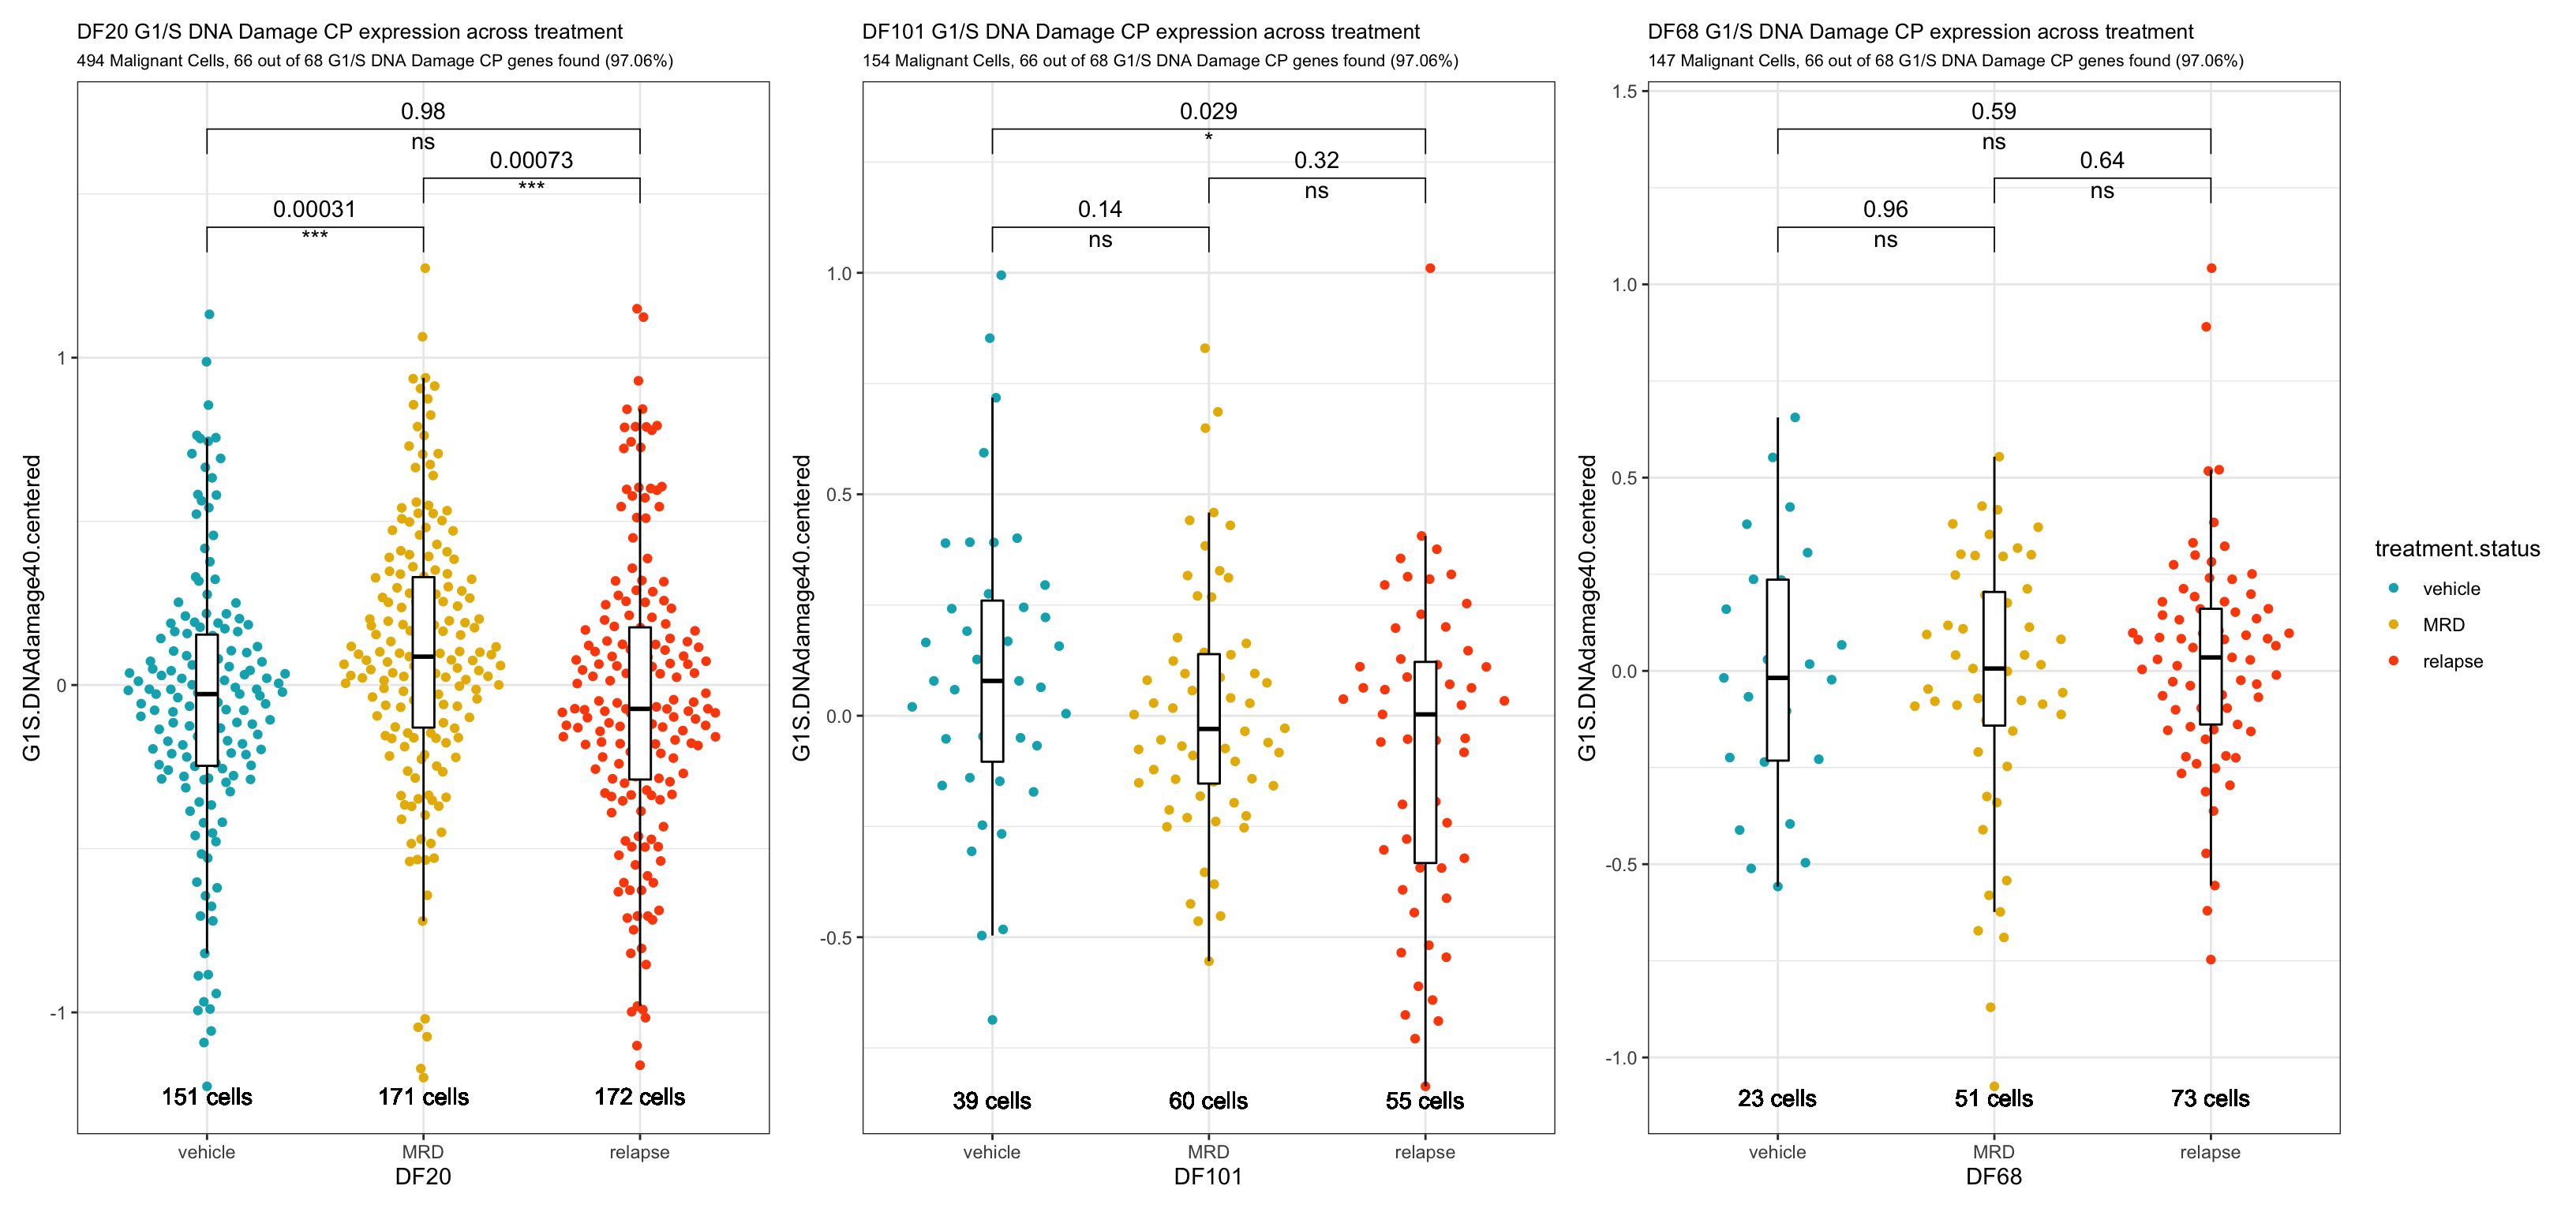 DF20 G1/S DNA Damage CP expression across treatment
494 Malignant Cells, 66 out of 68 G1/S DNA Damage CP genes found (97.06%)
G1S.DNAdamage40.centered
1
0
-1
0.98
ns
0.00073
***
0.00031
***
151 cells
171 cells
172 cells
vehicle
MRD
relapse
DF20
DF101 G1/S DNA Damage CP expression across treatment
154 Malignant Cells, 66 out of 68 G1/S DNA Damage CP genes found (97.06%)
G1S.DNAdamage40.centered
1.0
0.5
0.0
-0.5
0.029
*
0.32
ns
0.14
ns
39 cells
60 cells
55 cells
vehicle
MRD
relapse
DF101
DF68 G1/S DNA Damage CP expression across treatment
147 Malignant Cells, 66 out of 68 G1/S DNA Damage CP genes found (97.06%)
G1S.DNAdamage40.centered
1.5
1.0
0.5
0.0
-0.5
-1.0
0.59
ns
0.64
ns
0.96
ns
23 cells
51 cells
73 cells
vehicle
MRD
relapse
DF68
treatment.status
vehicle
MRD
relapse